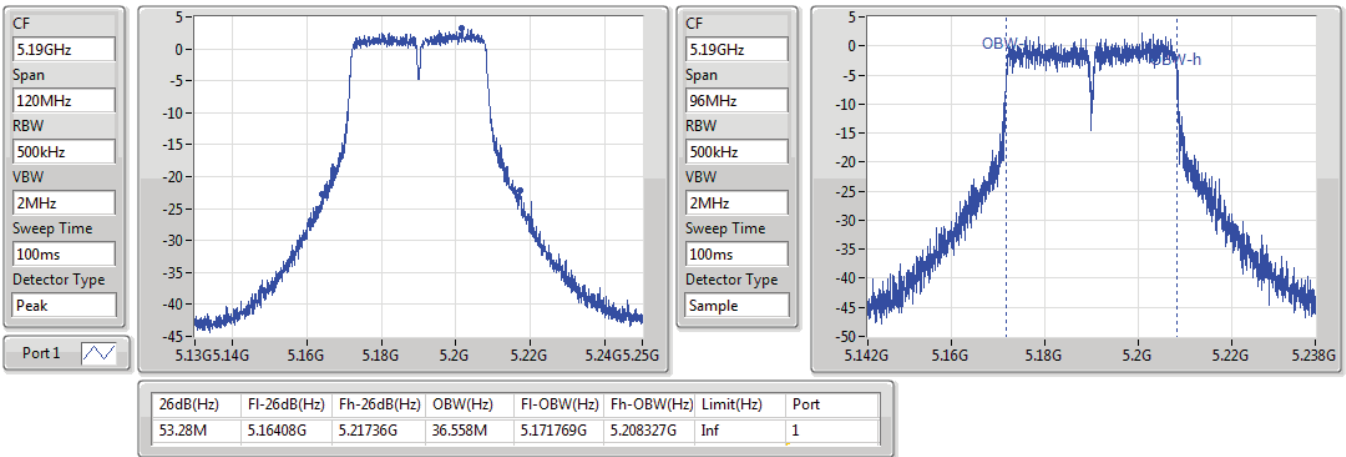 CF
5.19GHz
Span
120MHz
RBW
500kHz
VBW
2MHz
Sweep Time
100ms
Detector Type
Peak
Port 1
5
0
-5
-10
-15
-20
-25
-30
-35
-40
-45
5.13G 5.14G 5.16G 5.18G 5.2G 5.22G 5.24G 5.25G
CF
5.19GHz
Span
96MHz
RBW
500kHz
VBW
2MHz
Sweep Time
100ms
Detector Type
Sample
5
0
-5
-10
-15
-20
-25
-30
-35
-40
-45
-50
OBW-h
5.142G 5.16G 5.18G 5.2G 5.22G 5.238G
26dB(Hz) Fl-26dB(Hz) Fh-26dB(Hz) OBW(Hz) Fl-OBW(Hz) Fh-OBW(Hz) Limit(Hz) Port
53.28M 5.16408G 5.21736G 36.558M 5.171769G 5.208327G Inf 1